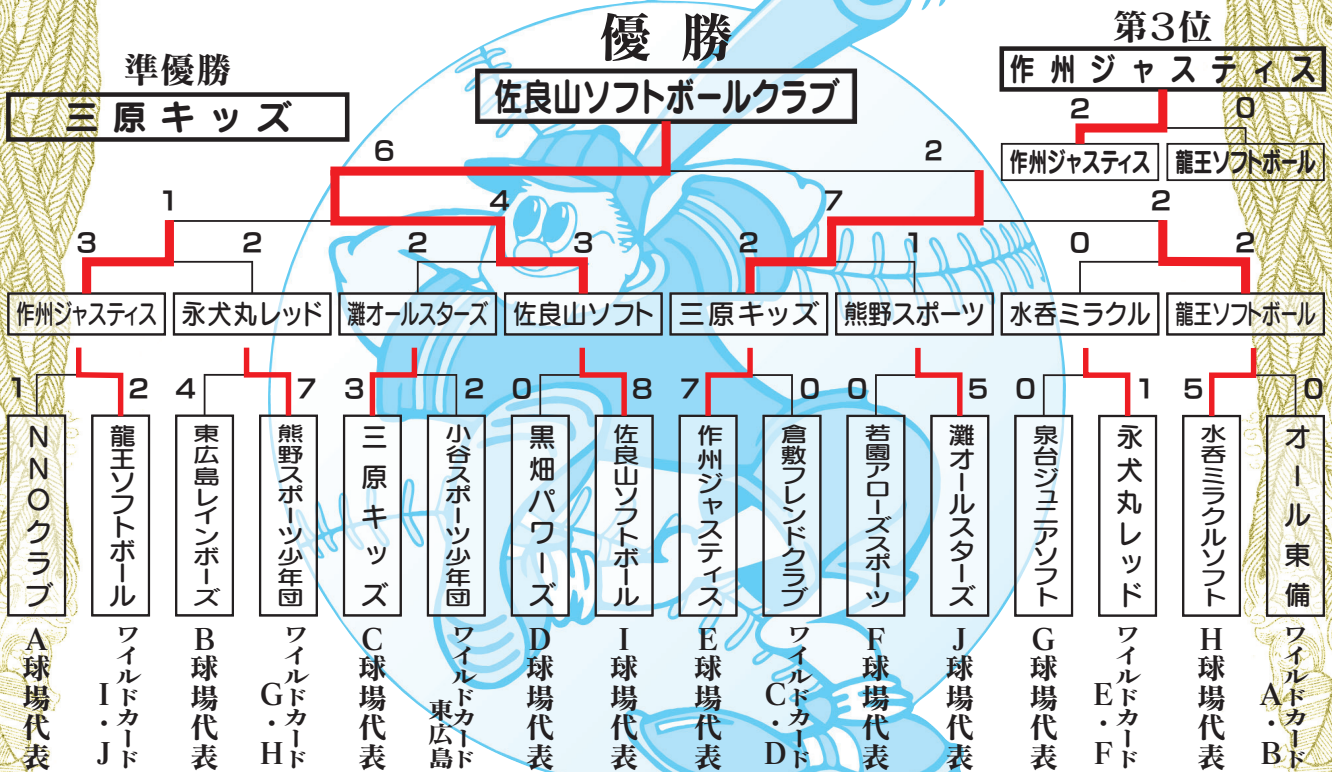 優勝
佐良山ソフトボールクラブ
準優勝
三原キッズ
第3位
作州ジャスティス
2 0
作州ジャスティス 龍王ソフトボール
6 2
1 4 7 2
3 2 2 3 2 1 0 2
作州ジャスティス 永犬丸レッド 灘オールスターズ 佐良山ソフト 三原キッズ 熊野スポーツ 水呑ミラクル 龍王ソフトボール
1 2 4 7 3 2 0 8 7 0 0 5 0 1 5 0
NNOクラブ
龍王ソフトボール
東広島レインボーズ
熊野スポーツ少年団
三原キッズ
小谷スポーツ少年団
黒畑パワーズ
佐良山ソフトボール
作州ジャスティス
倉敷フレンドクラブ
若園アローズスポーツ
灘オールスターズ
泉台ジュニアソフト
永犬丸レッド
水呑ミラクルソフト
オール東備
A球場代表
ワイルドカード
I・J
B球場代表
ワイルドカード
G・H
C球場代表
ワイルドカード
東広島
D球場代表
I球場代表
E球場代表
ワイルドカード
C・D
F球場代表
J球場代表
G球場代表
ワイルドカード
E・F
H球場代表
ワイルドカード
A・B